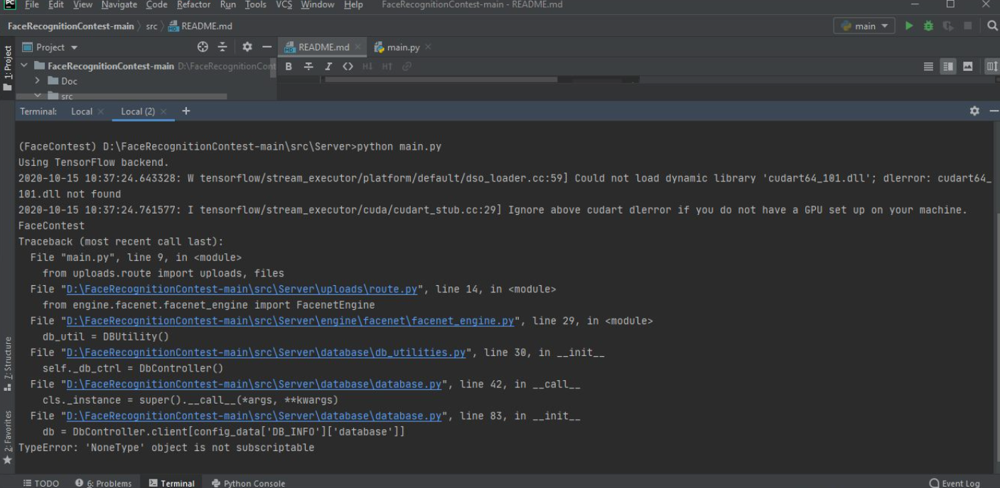 PC File Edit View Navigate Code Refactor Run Tools VCS Window Help FaceRecognitionContest-main - README.md
FaceRecognitionContest-main src README.md main
1: Project Project README.md main.py
FaceRecognitionContest-main D:\FaceRecognitionCont B I <> H↓ H↑
Doc
src
Terminal: Local Local (2) +
(FaceContest) D:\FaceRecognitionContest-main\src\Server>python main.py
Using TensorFlow backend.
2020-10-15 10:37:24.643328: W tensorflow/stream_executor/platform/default/dso_loader.cc:59] Could not load dynamic library 'cudart64_101.dll'; dlerror: cudart64_
101.dll not found
2020-10-15 10:37:24.761577: I tensorflow/stream_executor/cuda/cudart_stub.cc:29] Ignore above cudart dlerror if you do not have a GPU set up on your machine.
FaceContest
Traceback (most recent call last):
File "main.py", line 9, in <module>
from uploads.route import uploads, files
File "D:\FaceRecognitionContest-main\src\Server\uploads\route.py", line 14, in <module>
from engine.facenet.facenet_engine import FacenetEngine
File "D:\FaceRecognitionContest-main\src\Server\engine\facenet\facenet_engine.py", line 29, in <module>
db_util = DBUtility()
File "D:\FaceRecognitionContest-main\src\Server\database\db_utilities.py", line 30, in __init__
self._db_ctrl = DbController()
File "D:\FaceRecognitionContest-main\src\Server\database\database.py", line 42, in __call__
cls._instance = super().__call__(*args, **kwargs)
File "D:\FaceRecognitionContest-main\src\Server\database\database.py", line 83, in __init__
db = DbController.client[config_data['DB_INFO']['database']]
TypeError: 'NoneType' object is not subscriptable
7: Structure
2: Favorites
TODO 6: Problems Terminal Python Console Event Log